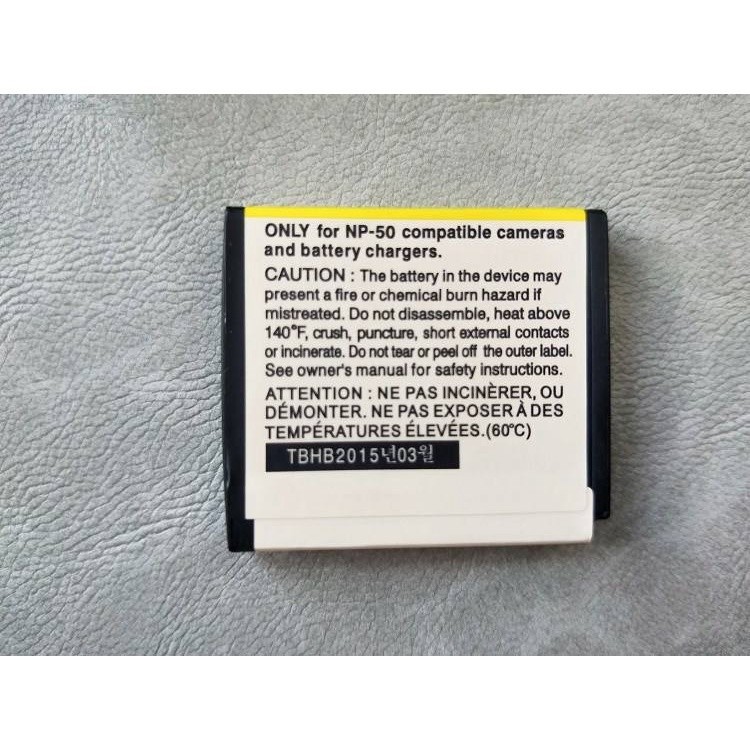 ONLY for NP-50 compatible cameras
and battery chargers.
CAUTION : The battery in the device may
present a fire or chemical burn hazard if
mistreated. Do not disassemble, heat above
140°F, crush, puncture, short external contacts
or incinerate. Do not tear or peel off the outer label.
See owner's manual for safety instructions.
ATTENTION : NE PAS INCINÈRER, OU
DÉMONTER. NE PAS EXPOSER À DES
TEMPÉRATURES ÉLEVÉES.(60°C)
TBHB2015년03월